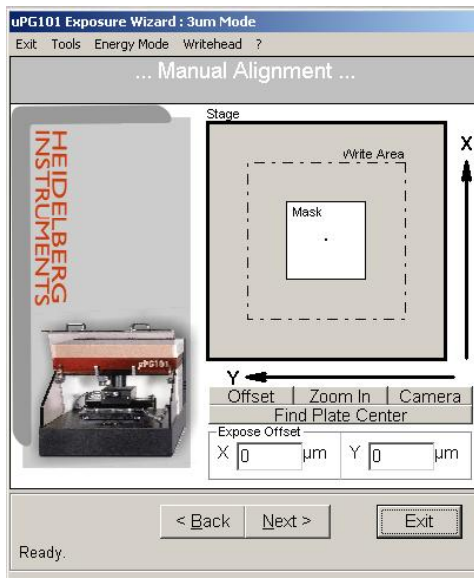 uPG101 Exposure Wizard : 3um Mode
Exit Tools Energy Mode Writehead ?
... Manual Alignment ...
HEIDELBERG
INSTRUMENTS
µPG101
Stage
Write Area
Mask
X
Y
Offset Zoom In Camera
Find Plate Center
Expose Offset
X 0 µm Y 0 µm
< Back Next > Exit
Ready.